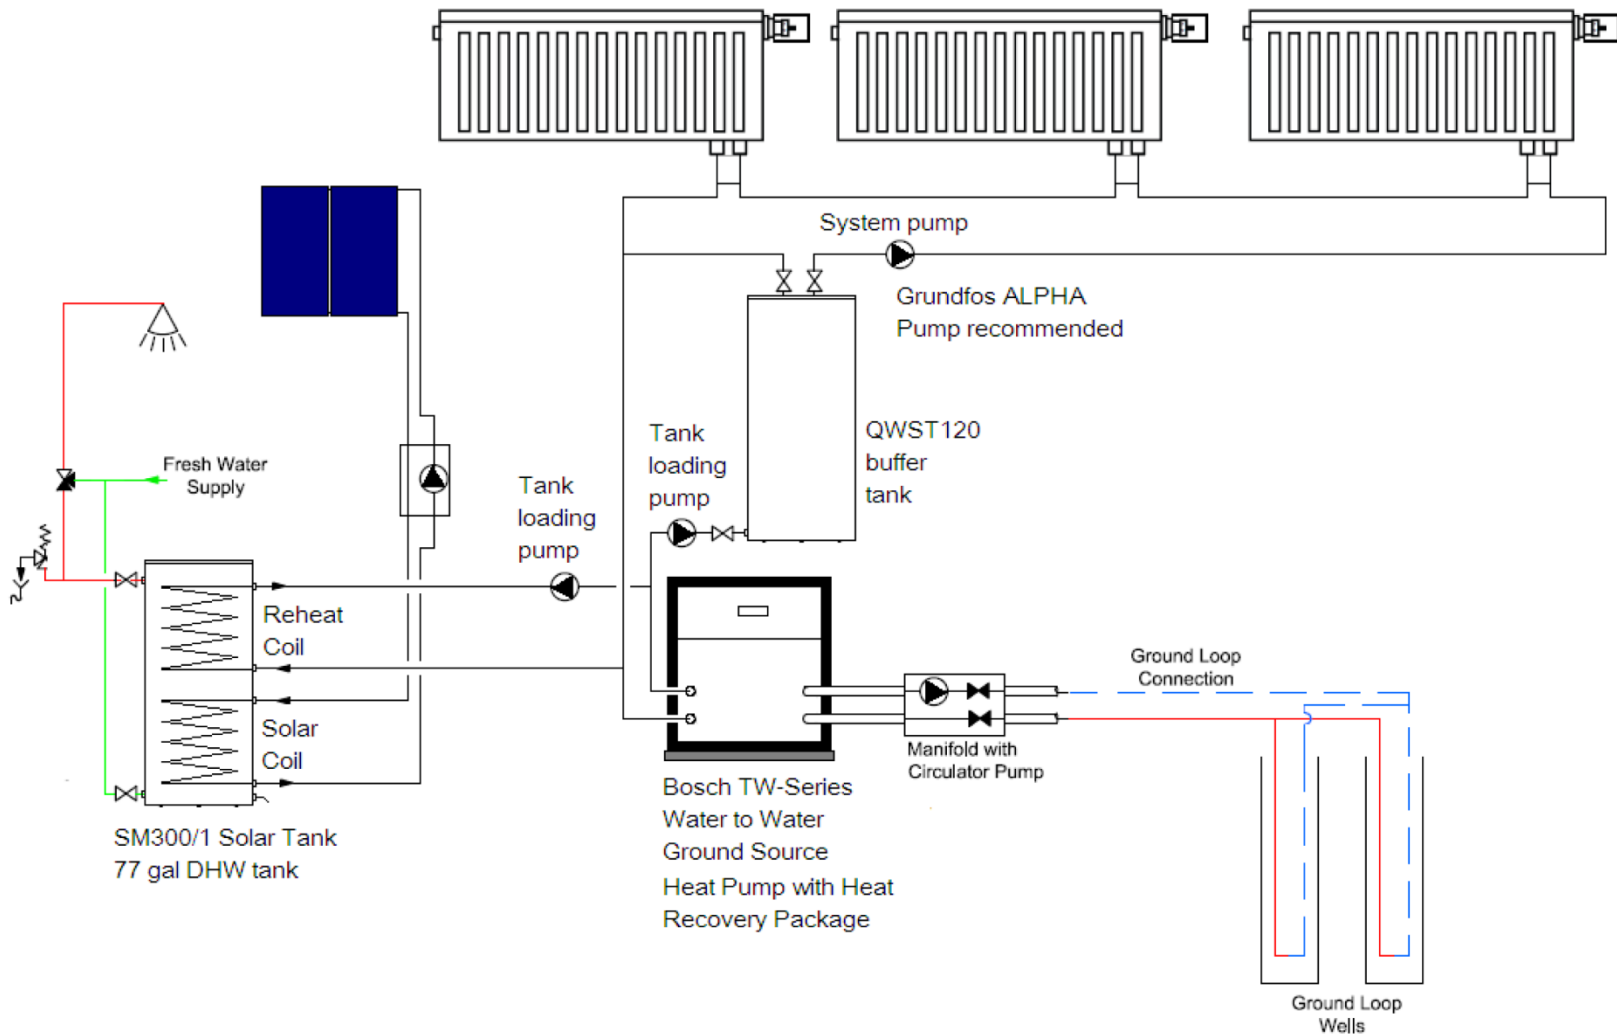 System pump
Grundfos ALPHA
Pump recommended
Fresh Water
Supply
Tank
loading
pump
QWST120
buffer
tank
Tank
loading
pump
Reheat
Coil
Solar
Coil
SM300/1 Solar Tank
77 gal DHW tank
Ground Loop
Connection
Manifold with
Circulator Pump
Bosch TW-Series
Water to Water
Ground Source
Heat Pump with Heat
Recovery Package
Ground Loop
Wells